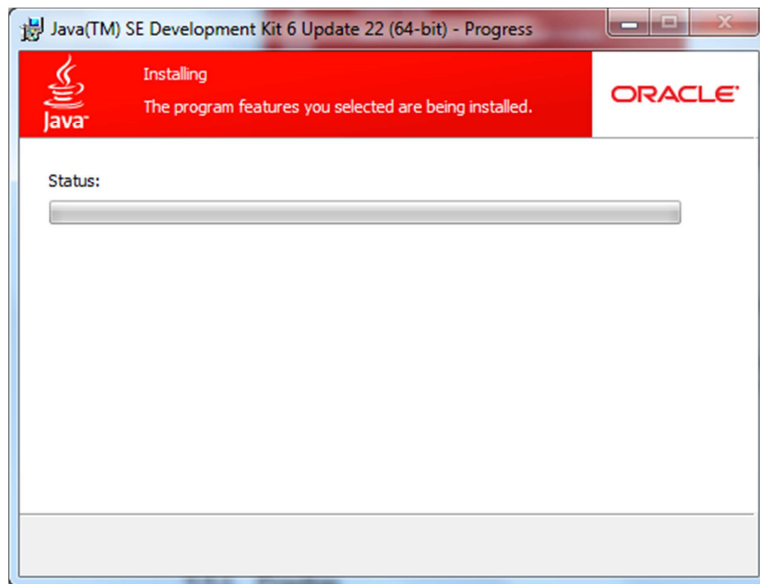 Java(TM) SE Development Kit 6 Update 22 (64-bit) - Progress
Installing
The program features you selected are being installed.
Java™
ORACLE®
Status: